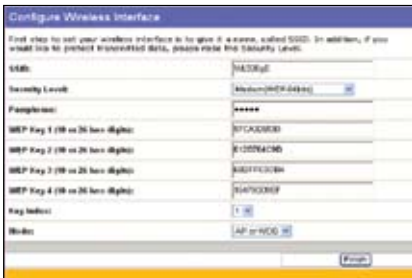 Configure Wireless Interface
First step to set your wireless interface is to give it a name, called SSID. In addition, if you
would like to protect transmitted data, please raise the Security Level.
SSID:
Security Level: Medium(WEP-64bits)
Passphrase: *****
WEP Key 1 (10 or 26 hex digits):
WEP Key 2 (10 or 26 hex digits):
WEP Key 3 (10 or 26 hex digits):
WEP Key 4 (10 or 26 hex digits):
Key Index: 1
Mode: AP or WDS
Finish